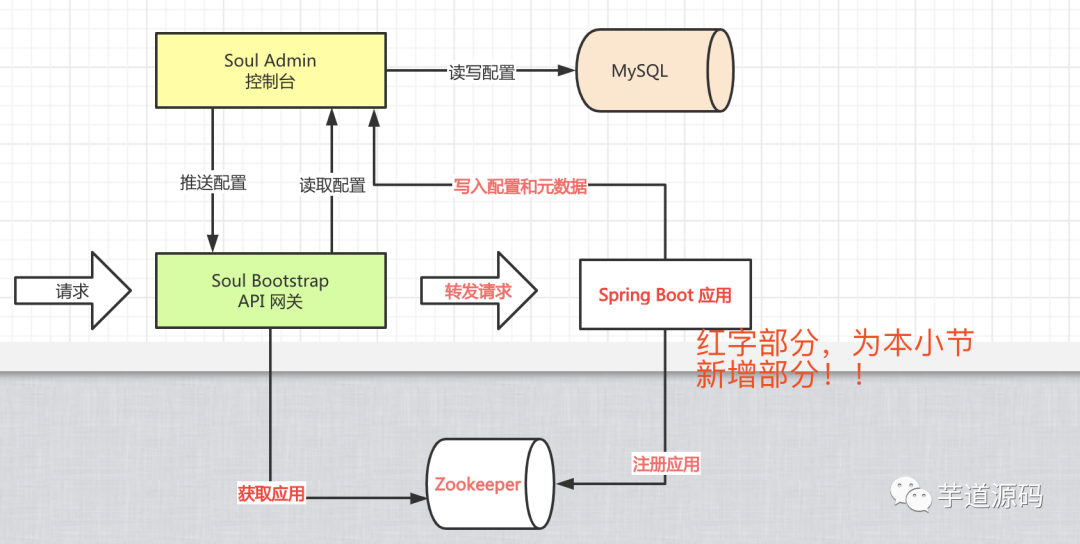 Soul Admin
控制台
读写配置
MySQL
推送配置
读取配置
写入配置和元数据
请求
Soul Bootstrap
API 网关
转发请求
Spring Boot 应用
红字部分，为本小节
新增部分！！
获取应用
Zookeeper
注册应用
芋道源码